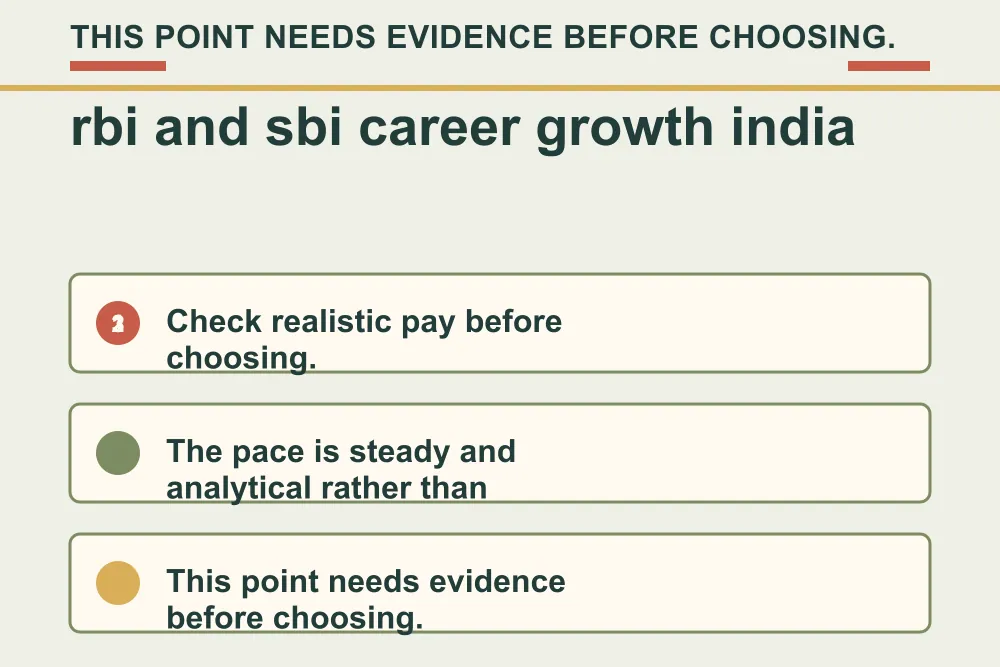 THIS POINT NEEDS EVIDENCE BEFORE CHOOSING.
rbi and sbi career growth india
Check realistic pay before
choosing.
The pace is steady and
analytical rather than
This point needs evidence
before choosing.